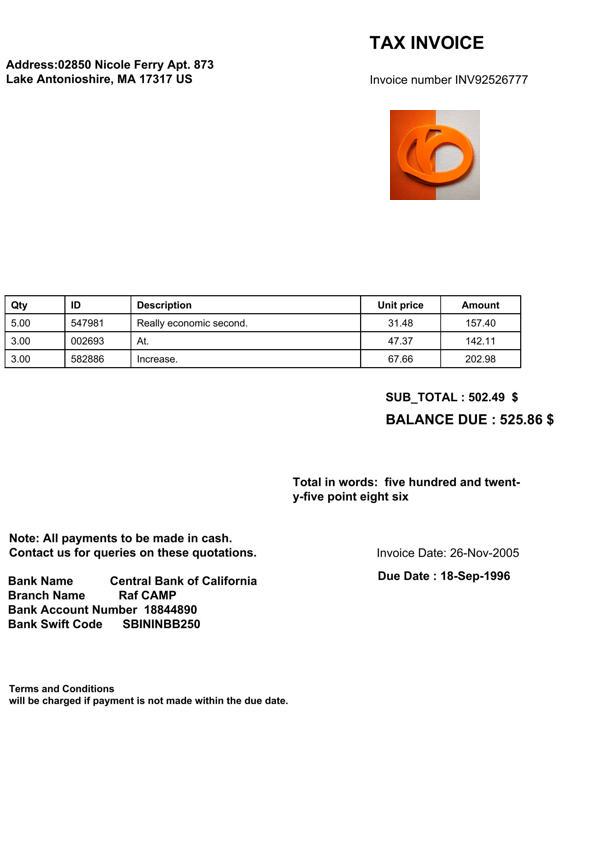 TAX INVOICE
Address:02850 Nicole Ferry Apt. 873
Lake Antonioshire, MA 17317 US
Invoice number INV92526777
Qty ID Description Unit price Amount
5.00 547981 Really economic second. 31.48 157.40
3.00 002693 At. 47.37 142.11
3.00 582886 Increase. 67.66 202.98
SUB_TOTAL : 502.49 $
BALANCE DUE : 525.86 $
Total in words: five hundred and twent-
y-five point eight six
Note: All payments to be made in cash.
Contact us for queries on these quotations.
Invoice Date: 26-Nov-2005
Due Date : 18-Sep-1996
Bank Name Central Bank of California
Branch Name Raf CAMP
Bank Account Number 18844890
Bank Swift Code SBININBB250
Terms and Conditions
will be charged if payment is not made within the due date.